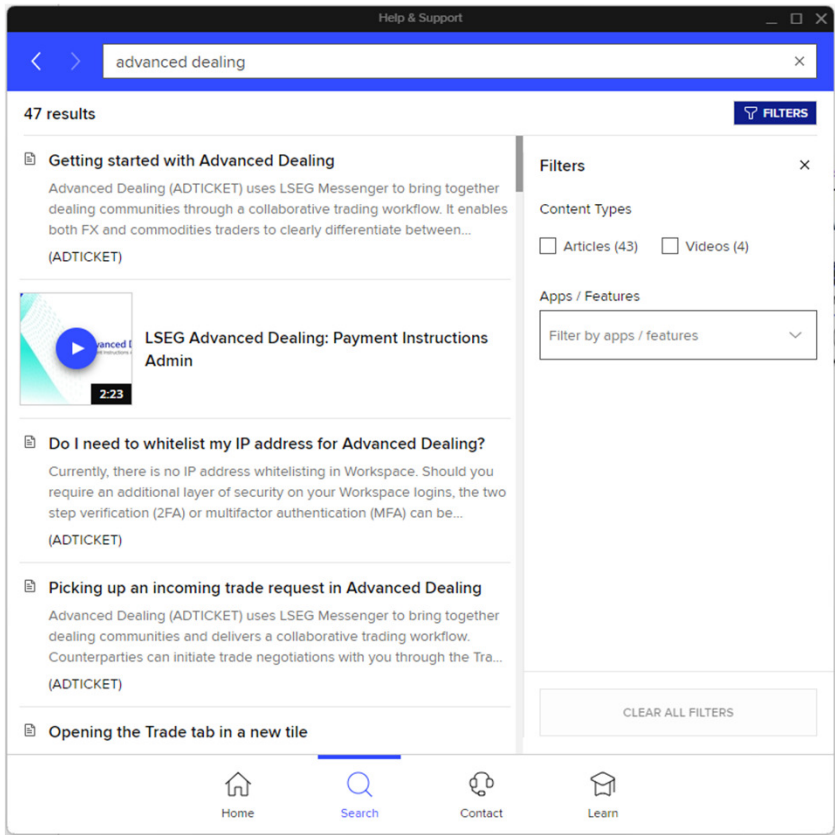 Help & Support
advanced dealing
47 results
FILTERS
Getting started with Advanced Dealing
Advanced Dealing (ADTICKET) uses LSEG Messenger to bring together
dealing communities through a collaborative trading workflow. It enables
both FX and commodities traders to clearly differentiate between...
(ADTICKET)
2:23
LSEG Advanced Dealing: Payment Instructions
Admin
Do I need to whitelist my IP address for Advanced Dealing?
Currently, there is no IP address whitelisting in Workspace. Should you
require an additional layer of security on your Workspace logins, the two
step verification (2FA) or multifactor authentication (MFA) can be...
(ADTICKET)
Picking up an incoming trade request in Advanced Dealing
Advanced Dealing (ADTICKET) uses LSEG Messenger to bring together
dealing communities and delivers a collaborative trading workflow.
Counterparties can initiate trade negotiations with you through the Tra...
(ADTICKET)
Opening the Trade tab in a new tile
Filters
Content Types
Articles (43)
Videos (4)
Apps / Features
Filter by apps / features
CLEAR ALL FILTERS
Home
Search
Contact
Learn